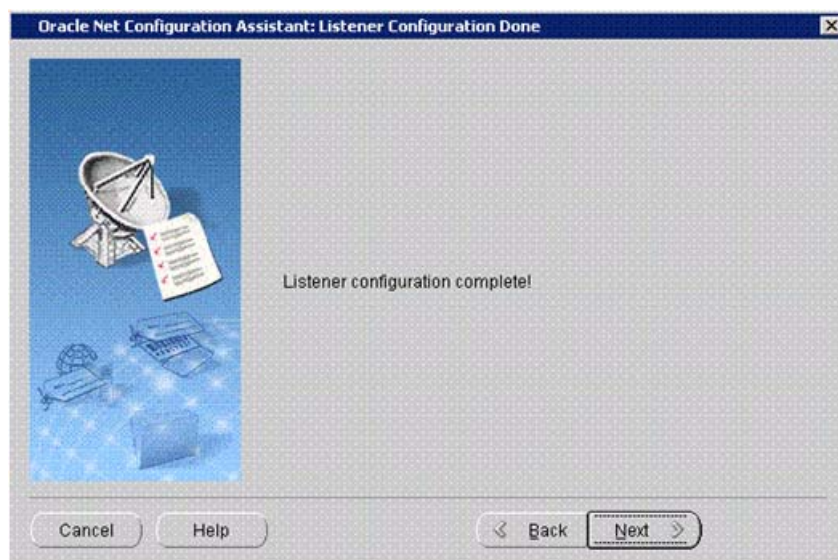 Oracle Net Configuration Assistant: Listener Configuration Done
Listener configuration complete!
Cancel
Help
Back
Next